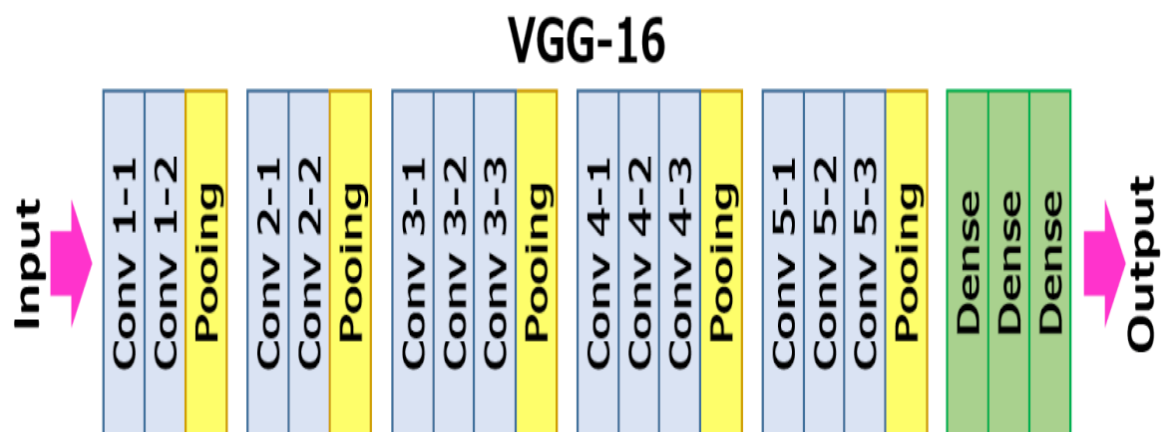 VGG-16
Input
Conv 1-1
Conv 1-2
Pooing
Conv 2-1
Conv 2-2
Pooing
Conv 3-1
Conv 3-2
Conv 3-3
Pooing
Conv 4-1
Conv 4-2
Conv 4-3
Pooing
Conv 5-1
Conv 5-2
Conv 5-3
Pooing
Dense
Dense
Dense
Output